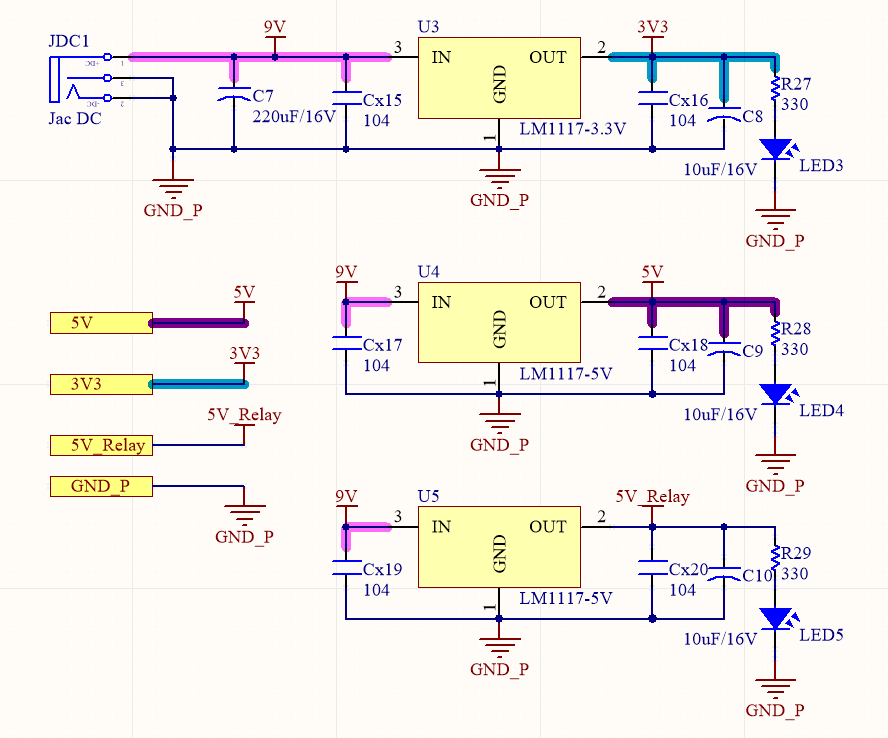 JDC1
Jac DC
1
3
2
9V
C7
220uF/16V
Cx15
104
U3
3
IN
OUT
2
GND
1
LM1117-3.3V
3V3
Cx16
104
C8
10uF/16V
R27
330
LED3
GND_P
GND_P
GND_P
5V
5V
3V3
3V3
5V_Relay
5V_Relay
GND_P
GND_P
9V
Cx17
104
U4
3
IN
OUT
2
GND
1
LM1117-5V
5V
Cx18
104
C9
10uF/16V
R28
330
LED4
GND_P
GND_P
9V
Cx19
104
U5
3
IN
OUT
2
GND
1
LM1117-5V
5V_Relay
Cx20
104
C10
10uF/16V
R29
330
LED5
GND_P
GND_P